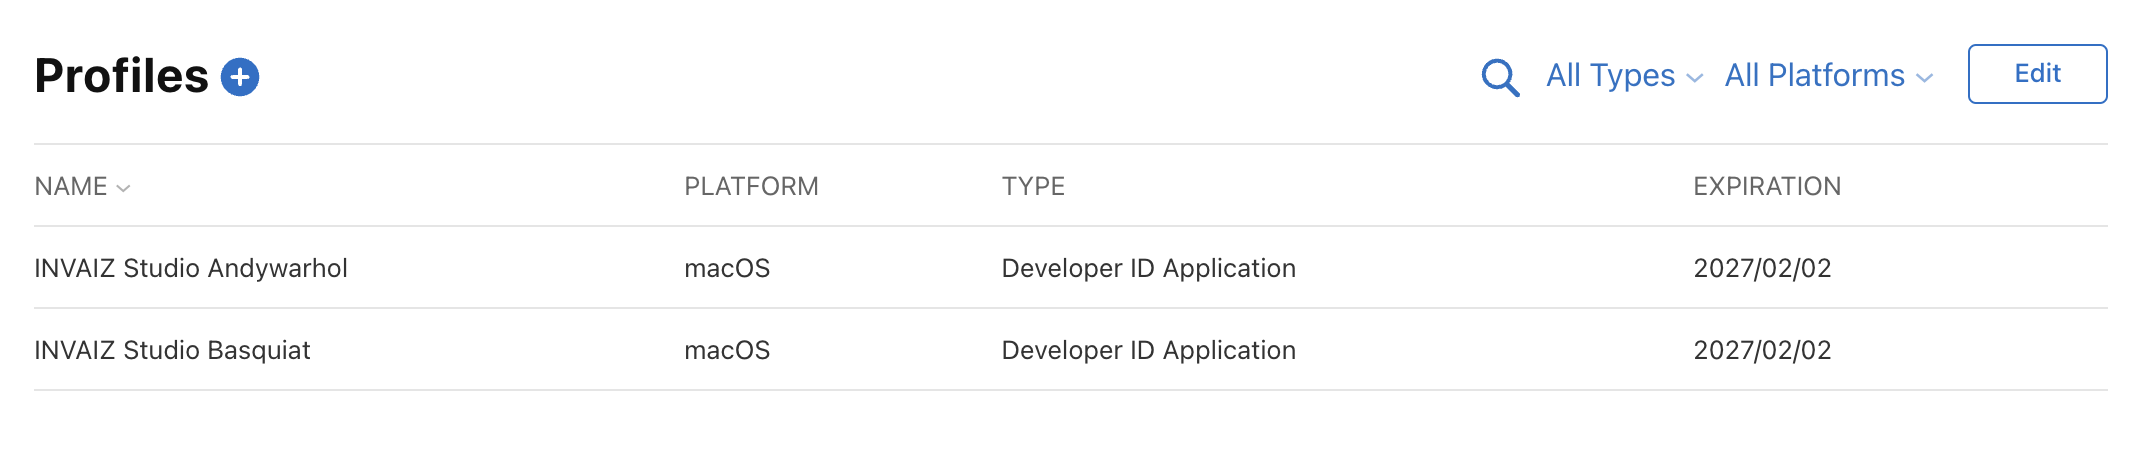 Profiles
All Types All Platforms Edit
NAME PLATFORM TYPE EXPIRATION
INVAIZ Studio Andywarhol macOS Developer ID Application 2027/02/02
INVAIZ Studio Basquiat macOS Developer ID Application 2027/02/02